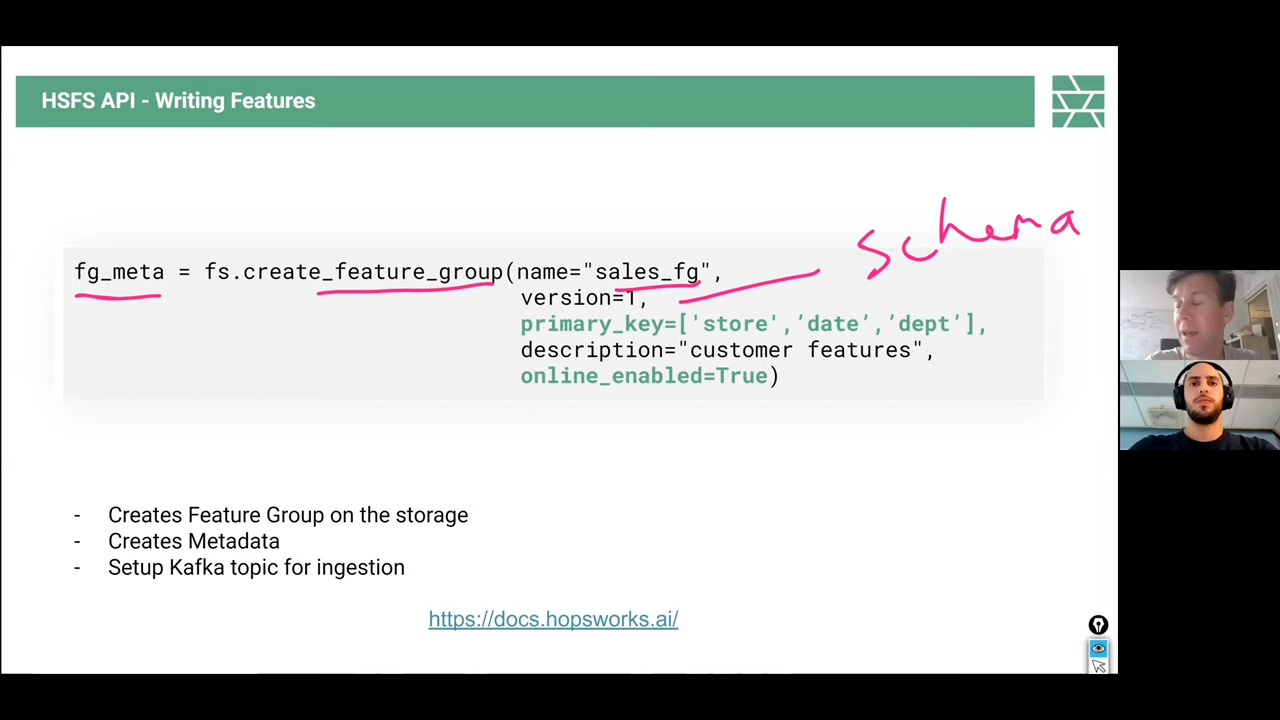 HSFS API - Writing Features
schema
fg_meta = fs.create_feature_group(name="sales_fg",
version=1,
primary_key=['store',’date’,’dept’],
description="customer features",
online_enabled=True)
- Creates Feature Group on the storage
- Creates Metadata
- Setup Kafka topic for ingestion
https://docs.hopsworks.ai/